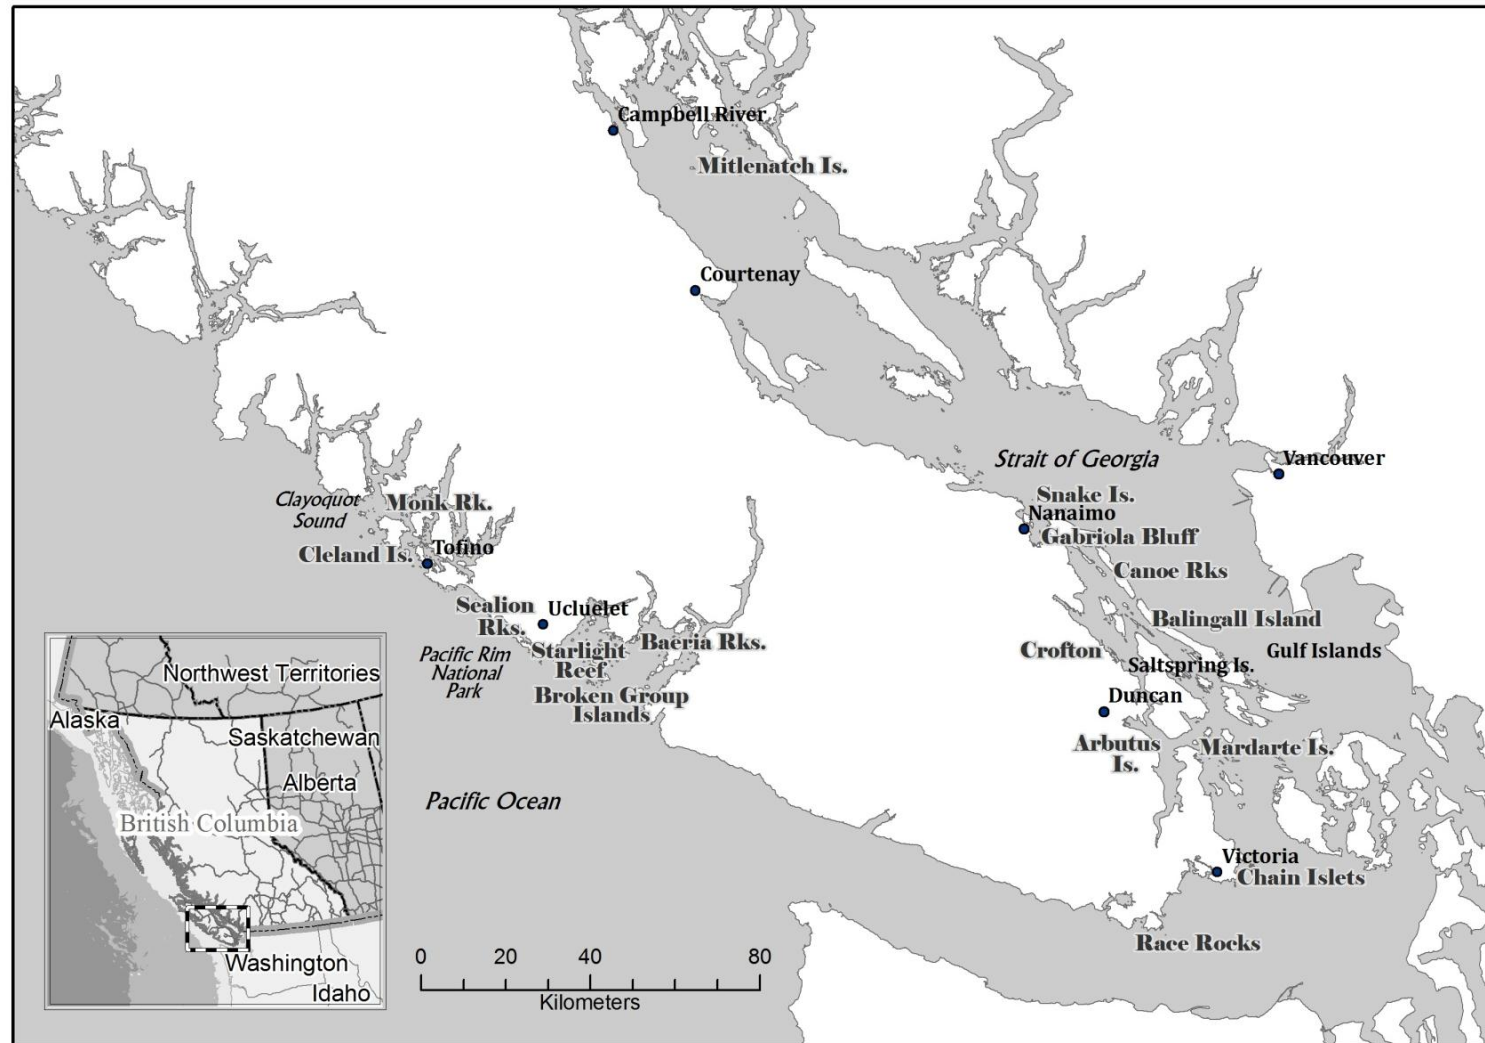 Campbell River
Mitlenatch Is.
Courtenay
Strait of Georgia
Vancouver
Clayoquot
Sound
Monk Rk.
Snake Is.
Nanaimo
Gabriola Bluff
Cleland Is.
Tofino
Canoe Rks
Sealion
Rks.
Ucluelet
Balingall Island
Starlight
Reef
Baeria Rks.
Crofton
Gulf Islands
Pacific Rim
National
Park
Saltspring Is.
Broken Group
Islands
Duncan
Arbutus
Is.
Mardarte Is.
Pacific Ocean
Victoria
Chain Islets
Race Rocks
Northwest Territories
Alaska
Saskatchewan
Alberta
British Columbia
Washington
Idaho
0 20 40 80
Kilometers